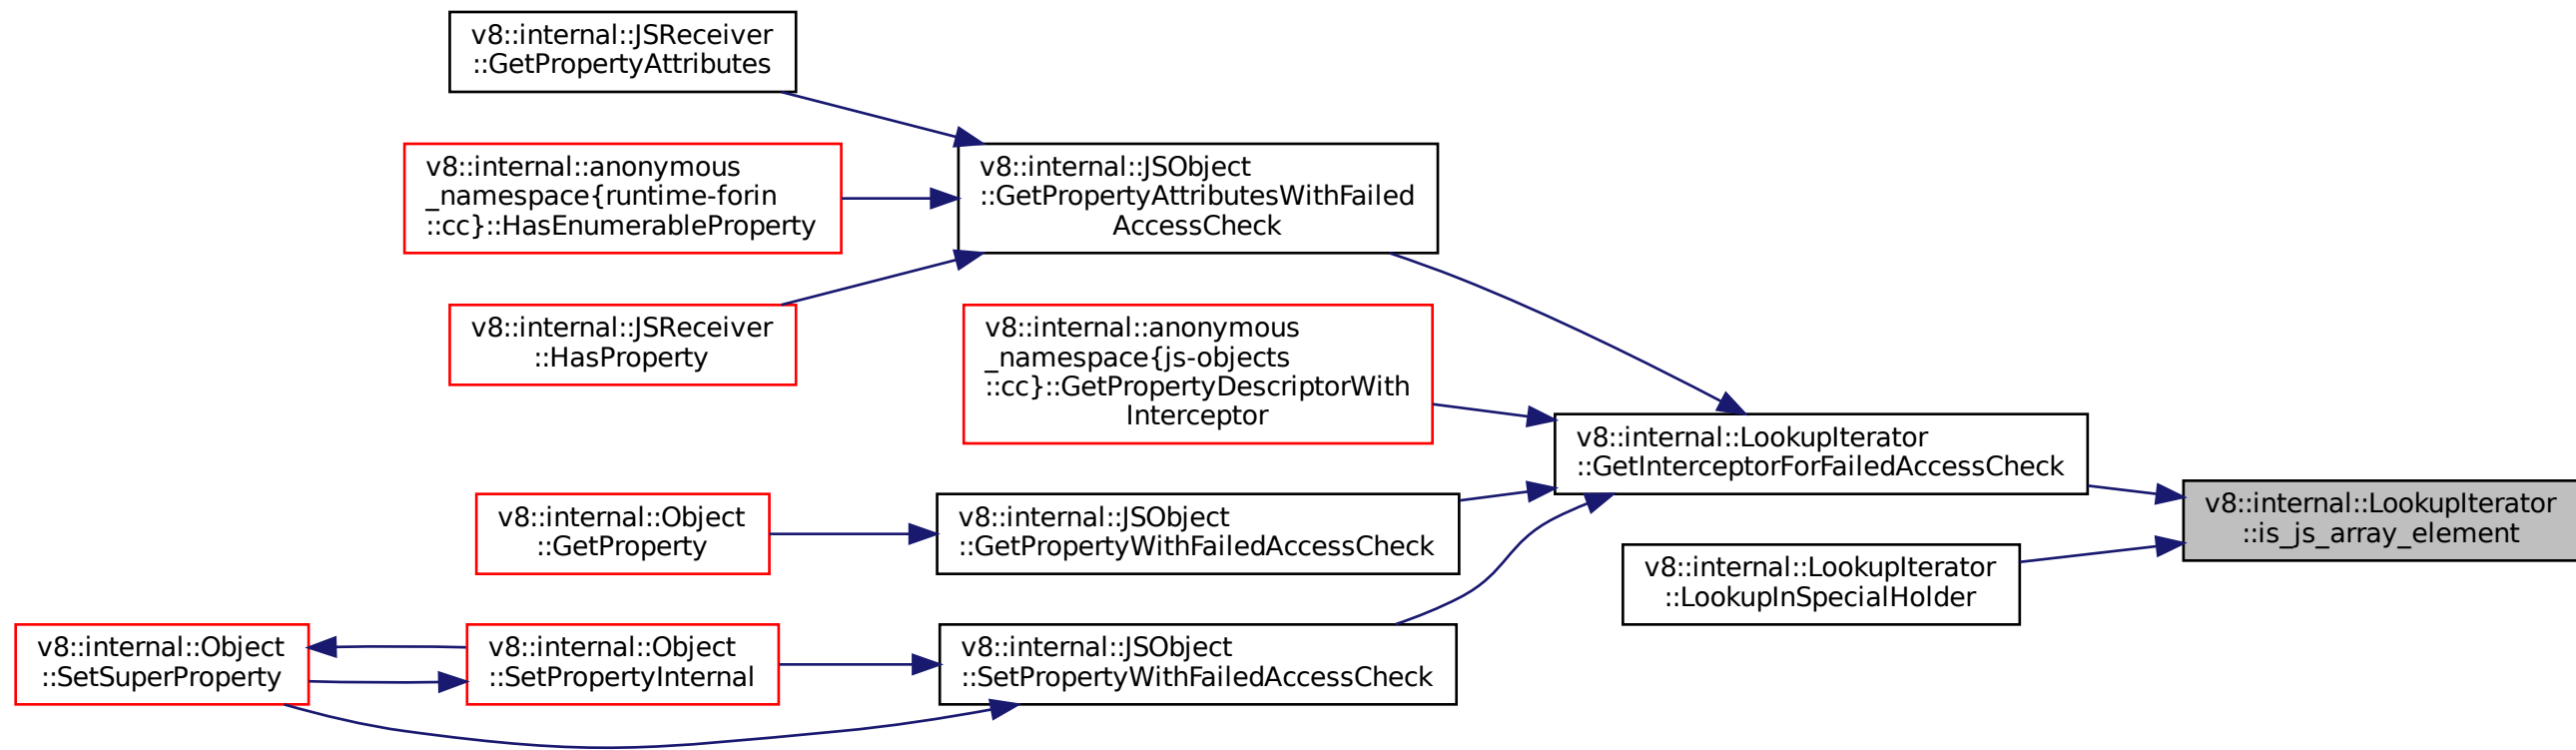 v8::internal::JSReceiver
::GetPropertyAttributes
v8::internal::anonymous
_namespace{runtime-forin
::cc}::HasEnumerableProperty
v8::internal::JSReceiver
::HasProperty
v8::internal::JSObject
::GetPropertyAttributesWithFailed
AccessCheck
v8::internal::anonymous
_namespace{js-objects
::cc}::GetPropertyDescriptorWith
Interceptor
v8::internal::LookupIterator
::GetInterceptorForFailedAccessCheck
v8::internal::LookupIterator
::is_js_array_element
v8::internal::Object
::GetProperty
v8::internal::JSObject
::GetPropertyWithFailedAccessCheck
v8::internal::LookupIterator
::LookupInSpecialHolder
v8::internal::Object
::SetSuperProperty
v8::internal::Object
::SetPropertyInternal
v8::internal::JSObject
::SetPropertyWithFailedAccessCheck